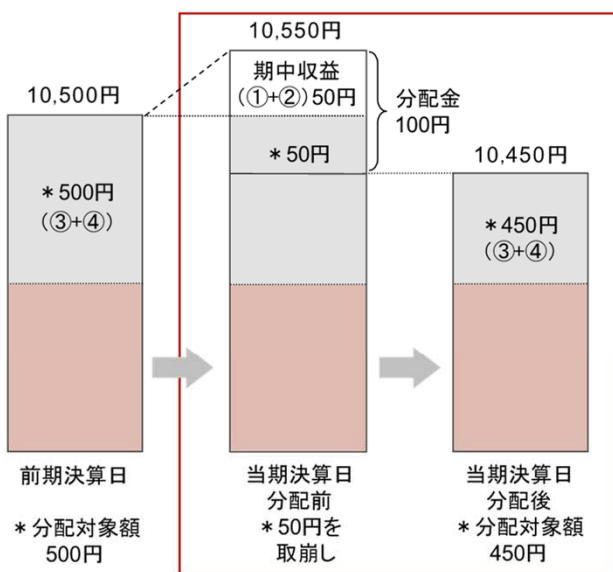 10,550円
期中収益
(①+②)50円
分配金
100円
10,500円
＊50円
10,450円
＊500円
(③+④)
＊450円
(③+④)
前期決算日
＊分配対象額
500円
当期決算日
分配前
＊50円を
取崩し
当期決算日
分配後
＊分配対象額
450円